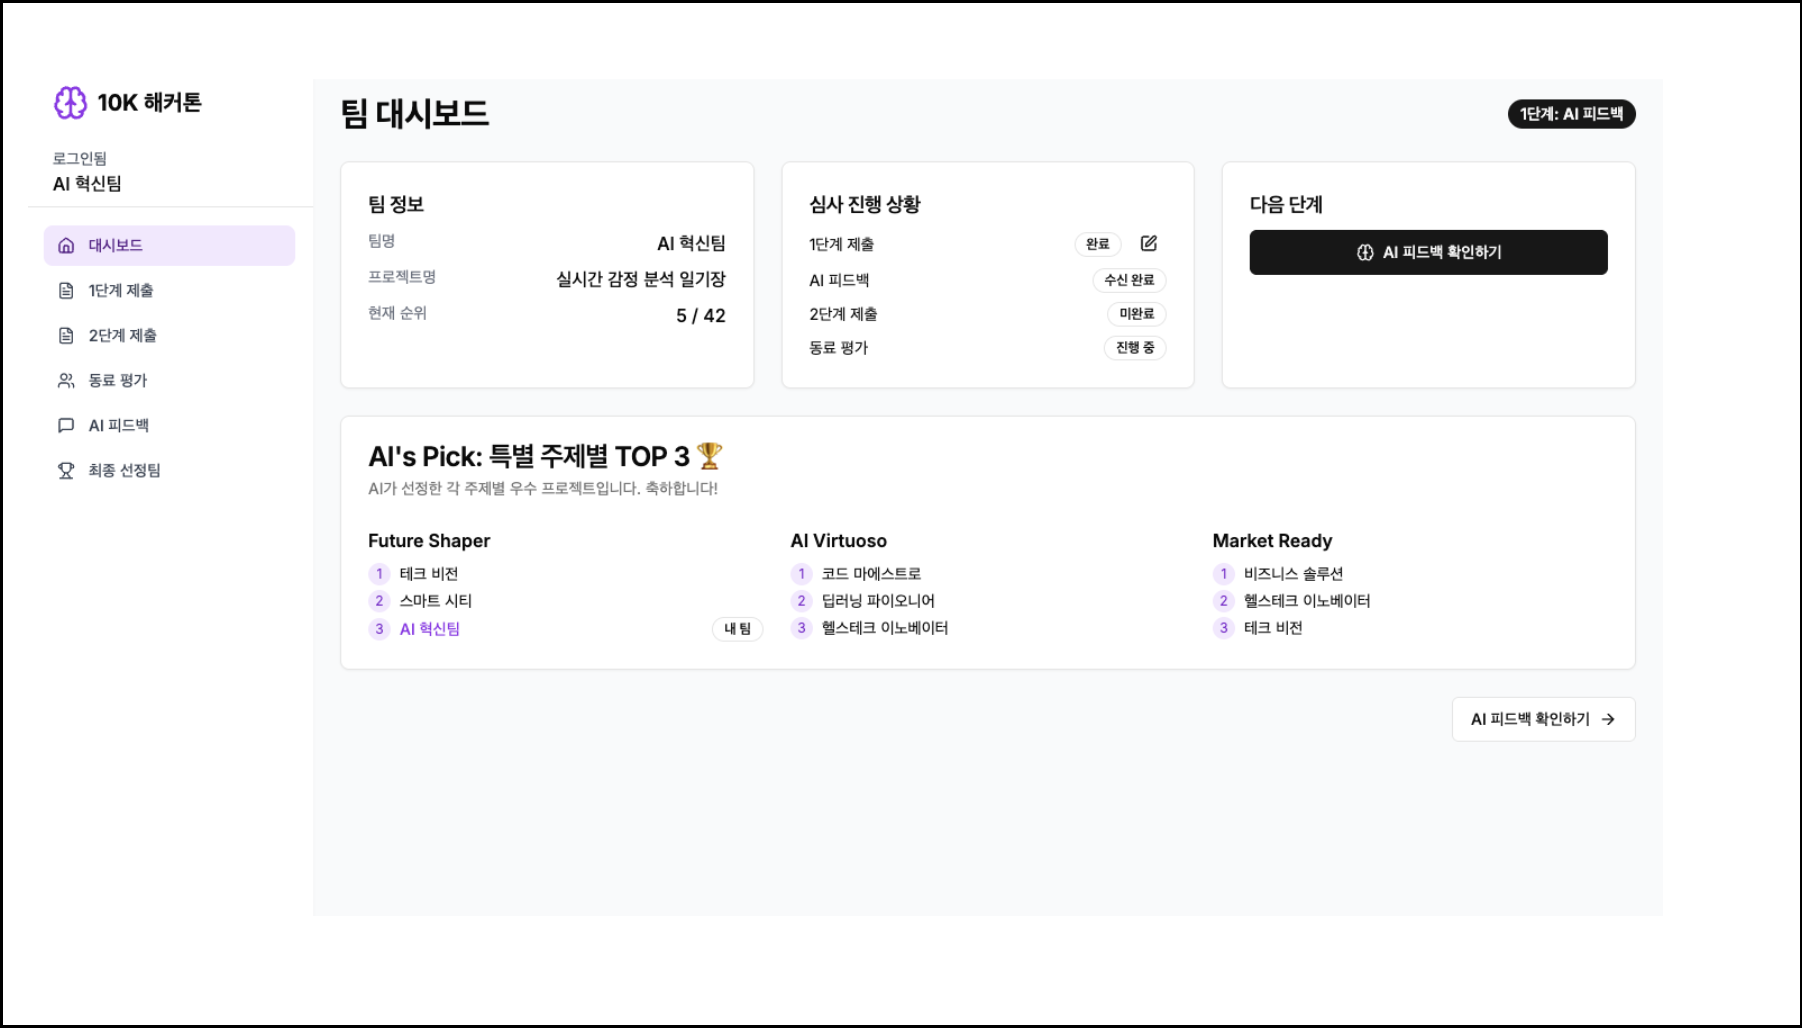 10K 해커톤
로그인됨
AI 혁신팀
대시보드
1단계 제출
2단계 제출
동료 평가
AI 피드백
최종 선정팀
팀 대시보드
1단계: AI 피드백
팀 정보
팀명 AI 혁신팀
프로젝트명 실시간 감정 분석 일기장
현재 순위 5 / 42
심사 진행 상황
1단계 제출 완료
AI 피드백 수신 완료
2단계 제출 미완료
동료 평가 진행 중
다음 단계
AI 피드백 확인하기
AI's Pick: 특별 주제별 TOP 3
AI가 선정한 각 주제별 우수 프로젝트입니다. 축하합니다!
Future Shaper
1 테크 비전
2 스마트 시티
3 AI 혁신팀 내 팀
AI Virtuoso
1 코드 마에스트로
2 딥러닝 파이오니어
3 헬스테크 이노베이터
Market Ready
1 비즈니스 솔루션
2 헬스테크 이노베이터
3 테크 비전
AI 피드백 확인하기 →